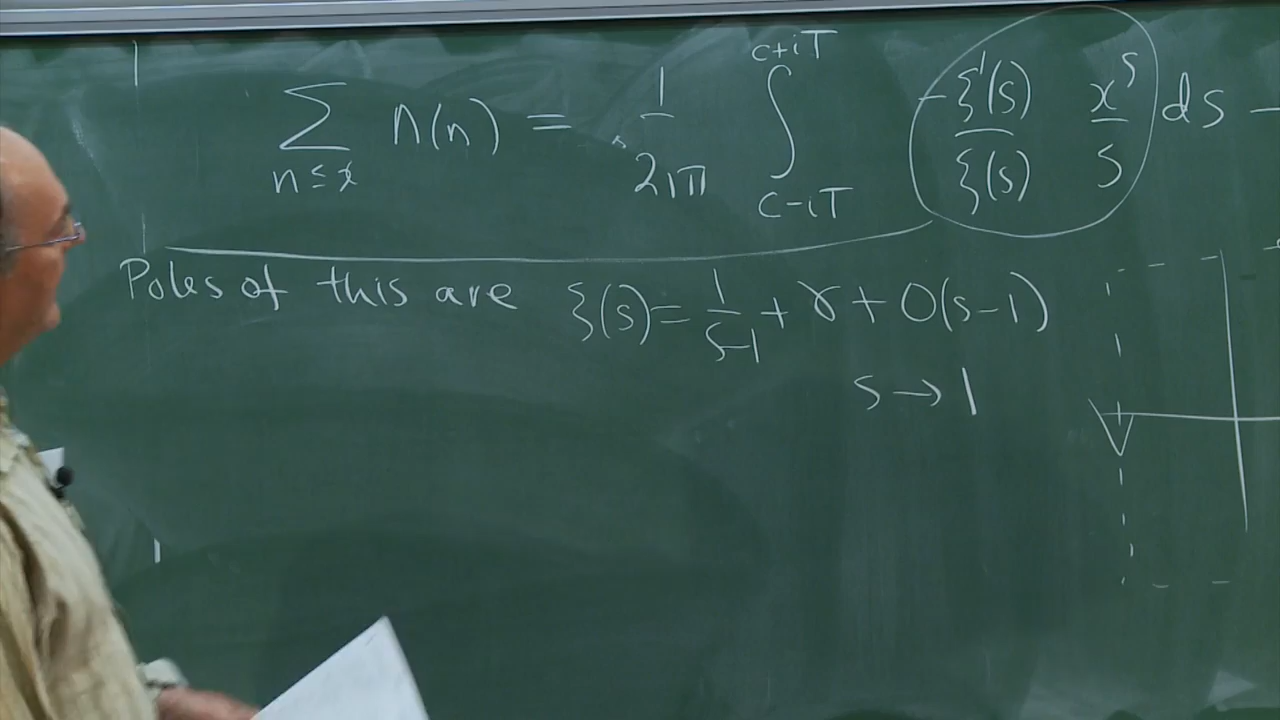 ∑_{n≤x} Λ(n) = 1/2iπ ∫_{c-iT}^{c+iT} -ζ'(s)/ζ(s) x^s/s ds -
Poles of this are ζ(s) = 1/(s-1) + γ + O(s-1)
s → 1